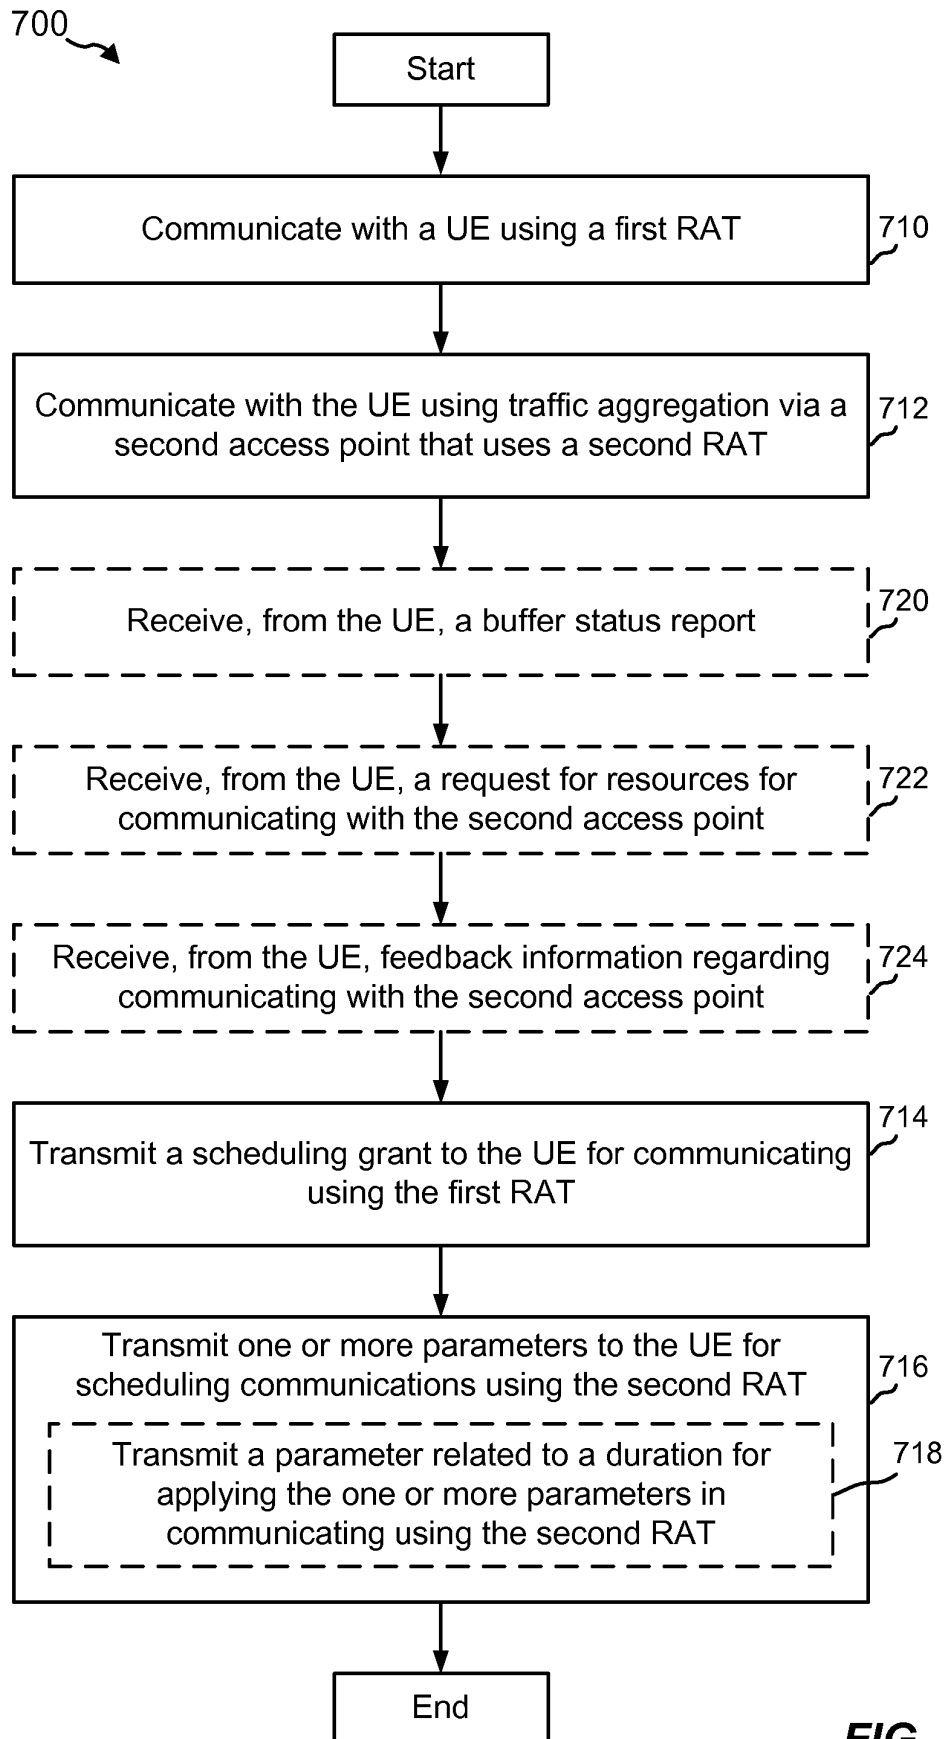 700
Start
Communicate with a UE using a first RAT
710
Communicate with the UE using traffic aggregation via a
second access point that uses a second RAT
712
Receive, from the UE, a buffer status report
720
Receive, from the UE, a request for resources for
communicating with the second access point
722
Receive, from the UE, feedback information regarding
communicating with the second access point
724
Transmit a scheduling grant to the UE for communicating
using the first RAT
714
Transmit one or more parameters to the UE for
scheduling communications using the second RAT
716
Transmit a parameter related to a duration for
applying the one or more parameters in
communicating using the second RAT
718
End
FIG